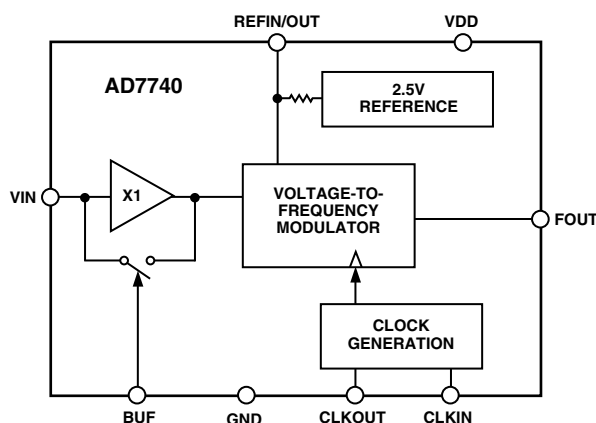 REFIN/OUT
VDD
AD7740
2.5V
REFERENCE
X1
VIN
VOLTAGE-TO-
FREQUENCY
MODULATOR
FOUT
CLOCK
GENERATION
BUF
GND
CLKOUT
CLKIN